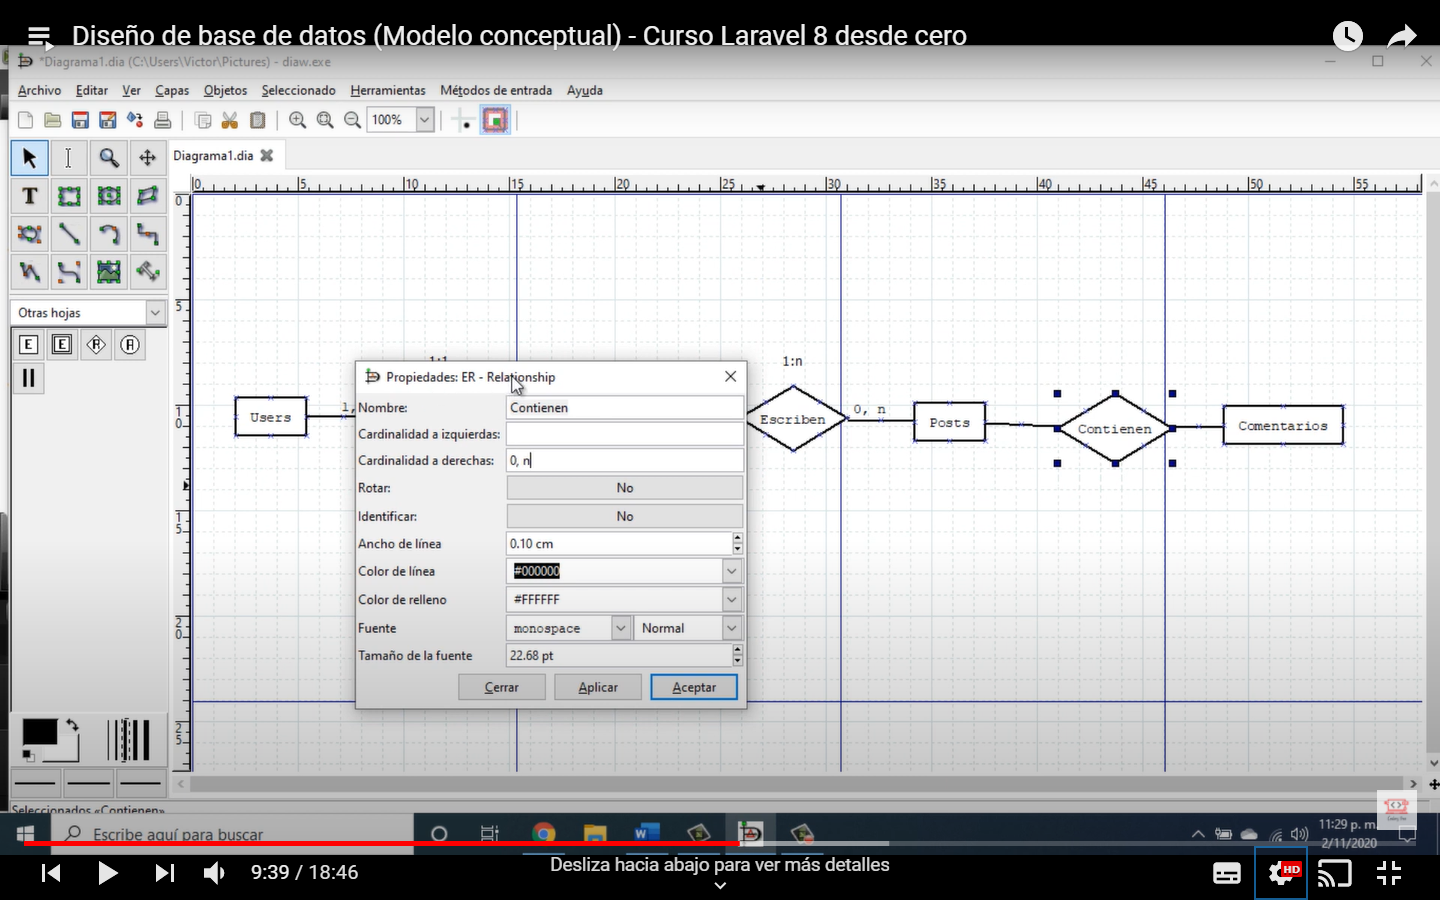 Diseño de base de datos (Modelo conceptual) - Curso Laravel 8 desde cero
*Diagrama1.dia (C:\Users\Victor\Pictures) - diaw.exe
Archivo Editar Ver Capas Objetos Seleccionado Herramientas Métodos de entrada Ayuda
100%
Diagrama1.dia
0 5 10 15 20 25 30 35 40 45 50 55
T
Otras hojas
E E R A
0
5
10
15
20
25
1:1
1:n
Users
1,
Escriben
0, n
Posts
Contienen
Comentarios
Propiedades: ER - Relationship
Nombre: Contienen
Cardinalidad a izquierdas:
Cardinalidad a derechas: 0, n
Rotar: No
Identificar: No
Ancho de línea 0.10 cm
Color de línea #000000
Color de relleno #FFFFFF
Fuente monospace Normal
Tamaño de la fuente 22.68 pt
Cerrar Aplicar Aceptar
Seleccionados «Contienen»
Escribe aquí para buscar
11:29 p. m.
2/11/2020
9:39 / 18:46
Desliza hacia abajo para ver más detalles
HD